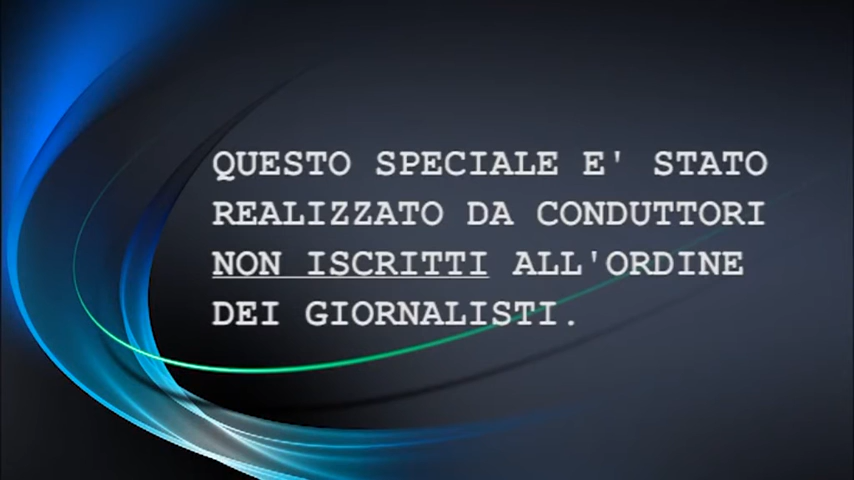 QUESTO SPECIALE E' STATO
REALIZZATO DA CONDUTTORI
NON ISCRITTI ALL'ORDINE
DEI GIORNALISTI.